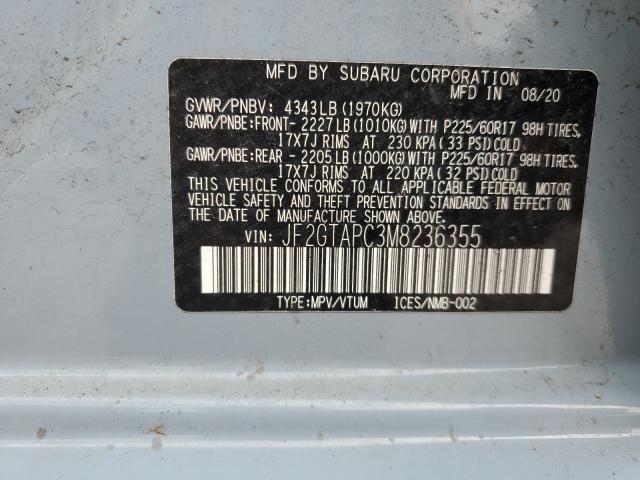 MFD BY SUBARU CORPORATION
MFD IN 08/20
GVWR/PNBV: 4343LB(1970KG)
GAWR/PNBE:FRONT- 2227LB(1010KG)WITH P225/60R17 98H TIRES,
17X7J RIMS AT 230 KPA(33 PSI)COLD
GAWR/PNBE:REAR - 2205LB(1000KG)WITH P225/60R17 98H TIRES,
17X7J RIMS AT 220 KPA(32 PSI)COLD
THIS VEHICLE CONFORMS TO ALL APPLICABLE FEDERAL MOTOR
VEHICLE SAFETY AND THEFT PREVENTION STANDARDS IN EFFECT ON
THE DATE OF MANUFACTURE SHOWN ABOVE.
VIN: JF2GTAPC3M8236355
TYPE:MPV/VTUM ICES/NMB-002